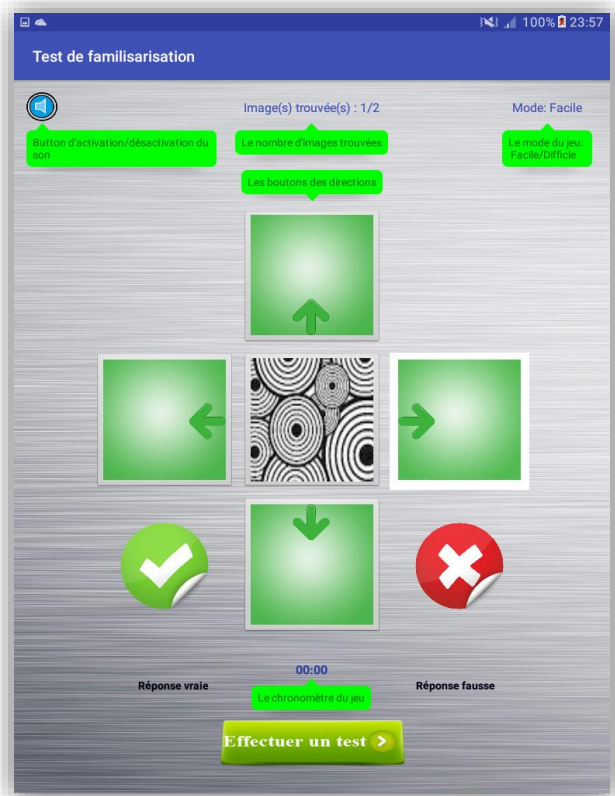 100% 23:57
Test de familisarisation
Image(s) trouvée(s) : 1/2
Mode: Facile
Button d'activation/désactivation du
son
Le nombre d'images trouvées
Le mode du jeu:
Facile/Difficle
Les boutons des directions
00:00
Réponse vraie
Réponse fausse
Le chronomètre du jeu
Effectuer un test